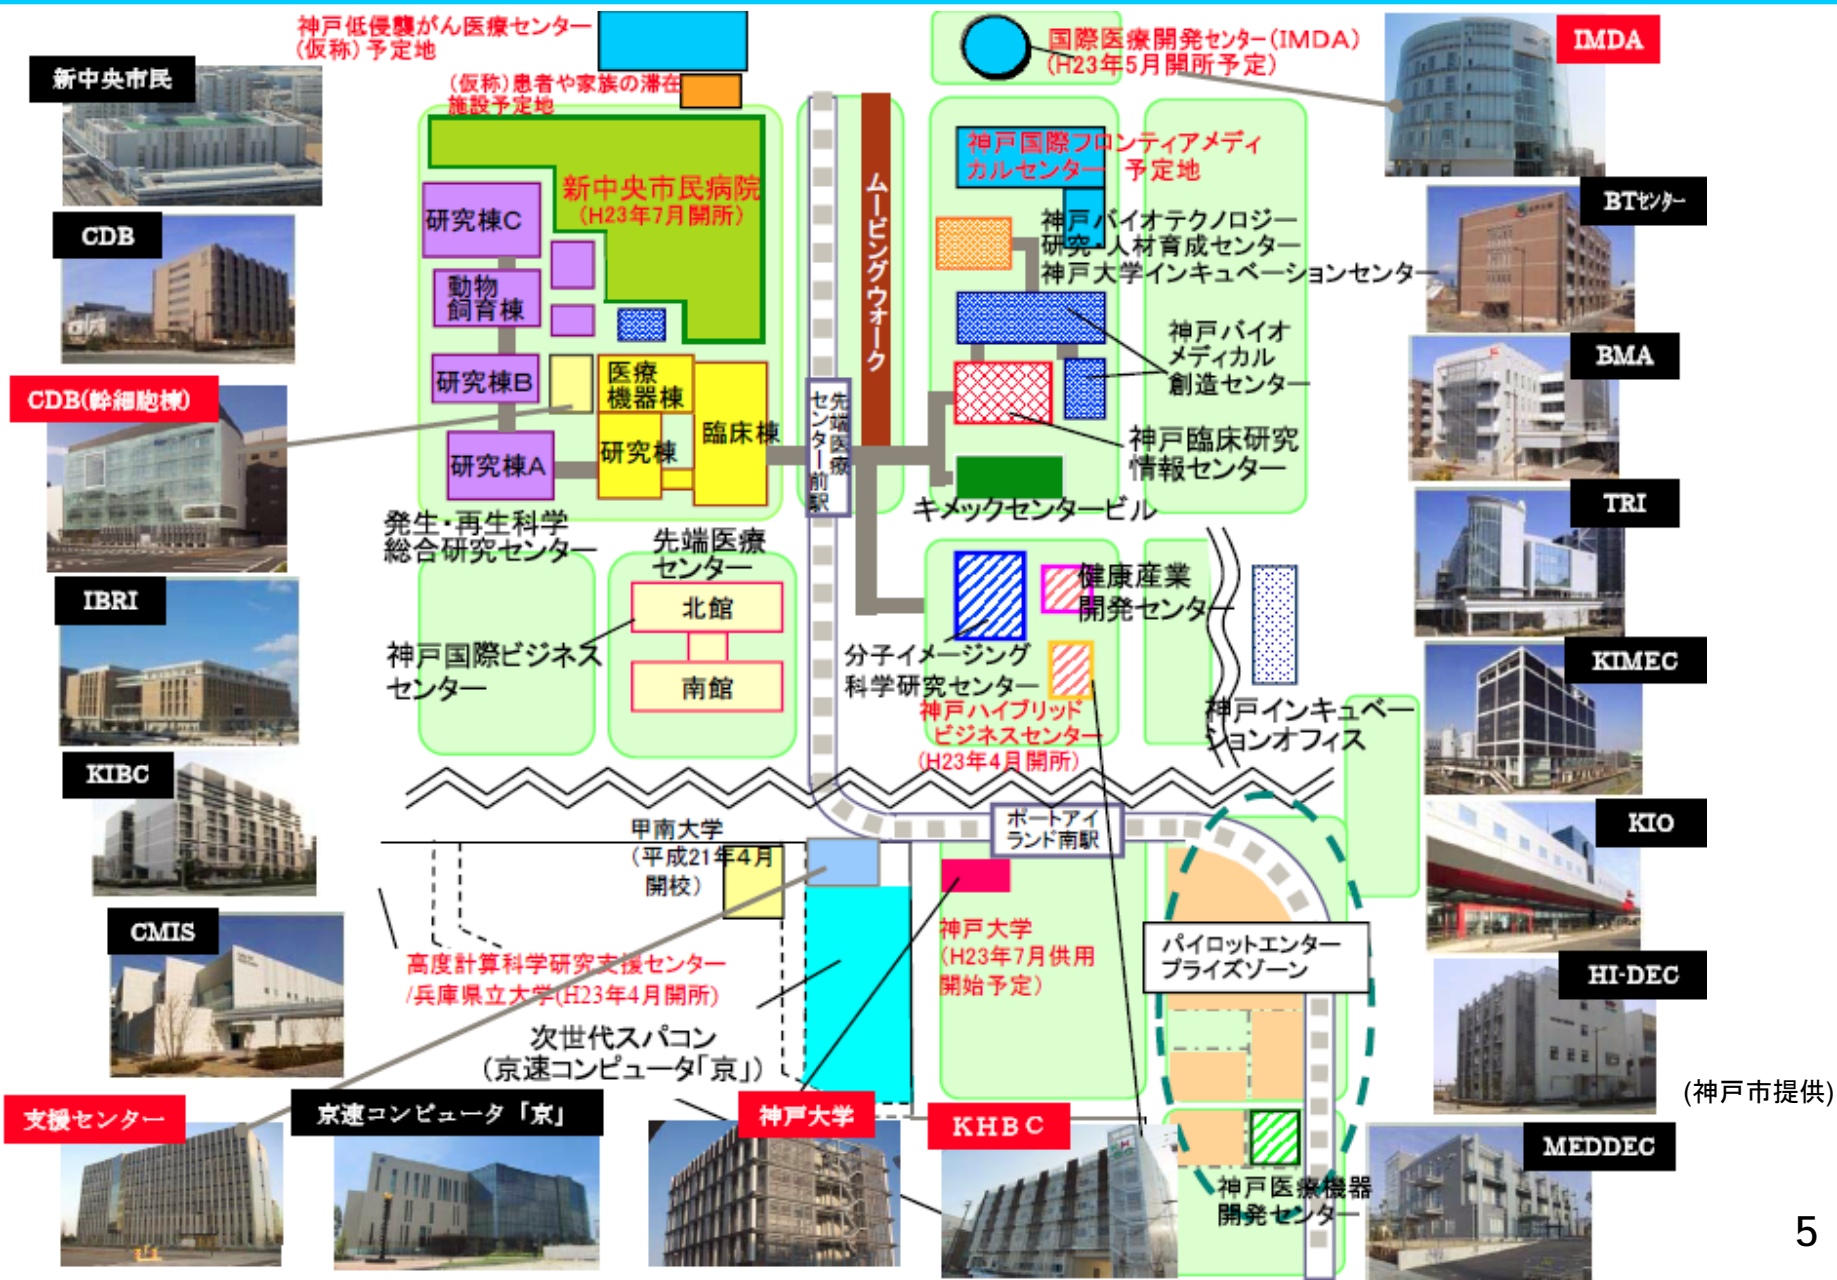 神戸低侵襲がん医療センター
(仮称)予定地
(仮称)患者や家族の滞在
施設予定地
国際医療開発センター(IMDA)
(H23年5月開所予定)
IMDA
新中央市民
CDB
CDB(幹細胞棟)
IBRI
KIBC
CMIS
支援センター
京速コンピュータ「京」
神戸大学
KHBC
新中央市民病院
(H23年7月開所)
研究棟C
動物
飼育棟
研究棟B
研究棟A
医療
機器棟
研究棟
臨床棟
発生・再生科学
総合研究センター
先端医療
センター
北館
南館
神戸国際ビジネス
センター
ムービングウォーク
先端医療
センター前駅
神戸国際フロンティアメディ
カルセンター 予定地
神戸バイオテクノロジー
研究・人材育成センター
神戸大学インキュベーションセンター
神戸バイオ
メディカル
創造センター
神戸臨床研究
情報センター
キメックセンタービル
健康産業
開発センター
分子イメージング
科学研究センター
神戸ハイブリッド
ビジネスセンター
(H23年4月開所)
神戸インキュベー
ションオフィス
ポートアイ
ランド南駅
甲南大学
(平成21年4月
開校)
高度計算科学研究支援センター
/兵庫県立大学(H23年4月開所)
次世代スパコン
(京速コンピュータ「京」)
神戸大学
(H23年7月供用
開始予定)
パイロットエンター
プライズゾーン
神戸医療機器
開発センター
BTセンター
BMA
TRI
KIMEC
KIO
HI-DEC
MEDDEC
(神戸市提供)
5